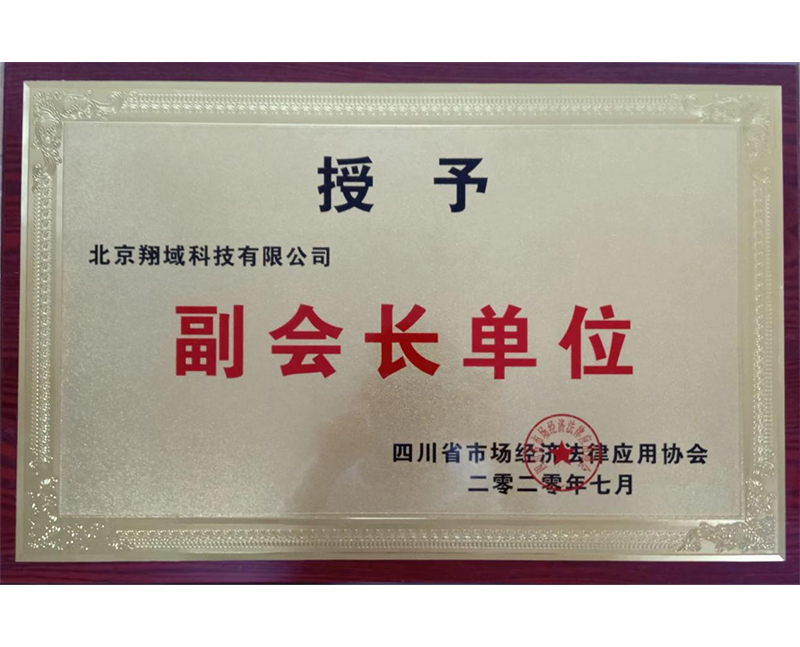 授予
北京翔域科技有限公司
副会长单位
四川省市场经济法律应用协会
二零二零年七月